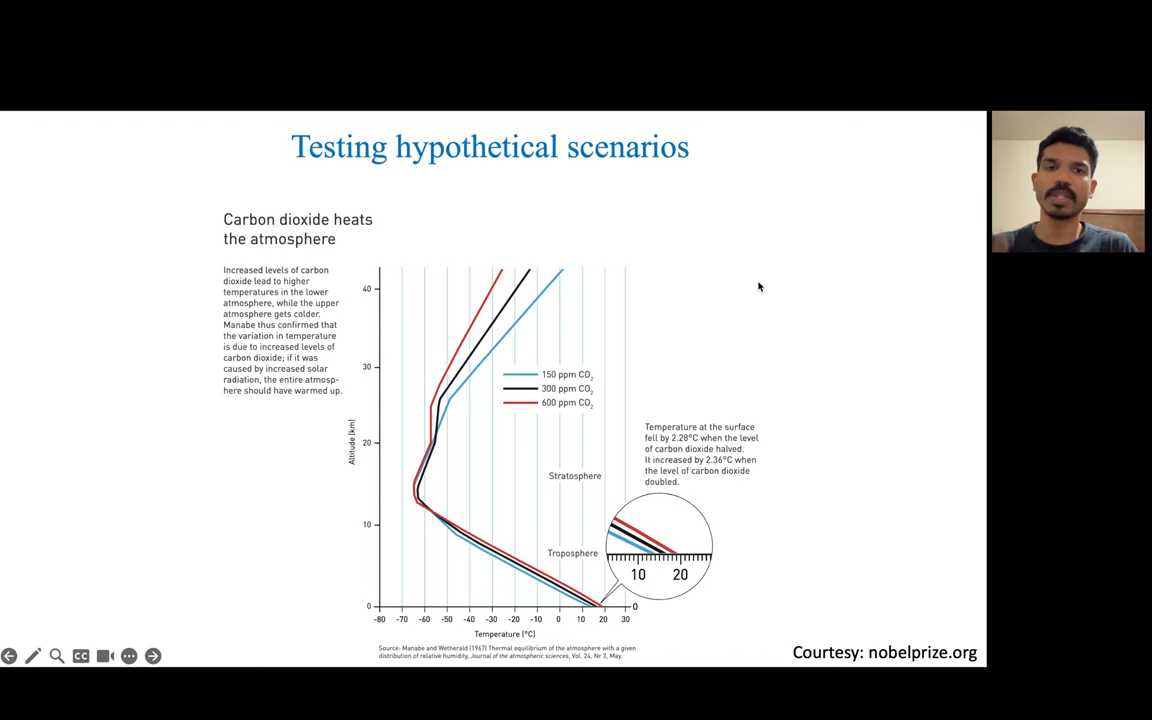 Testing hypothetical scenarios
Carbon dioxide heats
the atmosphere
Increased levels of carbon
dioxide lead to higher
temperatures in the lower
atmosphere, while the upper
atmosphere gets colder.
Manabe thus confirmed that
the variation in temperature
is due to increased levels of
carbon dioxide; if it was
caused by increased solar
radiation, the entire atmosp-
here should have warmed up.
40
30
20
10
0
Altitude (km)
150 ppm CO2
300 ppm CO2
600 ppm CO2
Stratosphere
Troposphere
Temperature at the surface
fell by 2.28°C when the level
of carbon dioxide halved.
It increased by 2.36°C when
the level of carbon dioxide
doubled.
10 20
0
-80 -70 -60 -50 -40 -30 -20 -10 0 10 20 30
Temperature (°C)
Source: Manabe and Wetherald (1967) Thermal equilibrium of the atmosphere with a given
distribution of relative humidity, Journal of the atmospheric sciences, Vol. 24, Nr 3, May.
CC
Courtesy: nobelprize.org